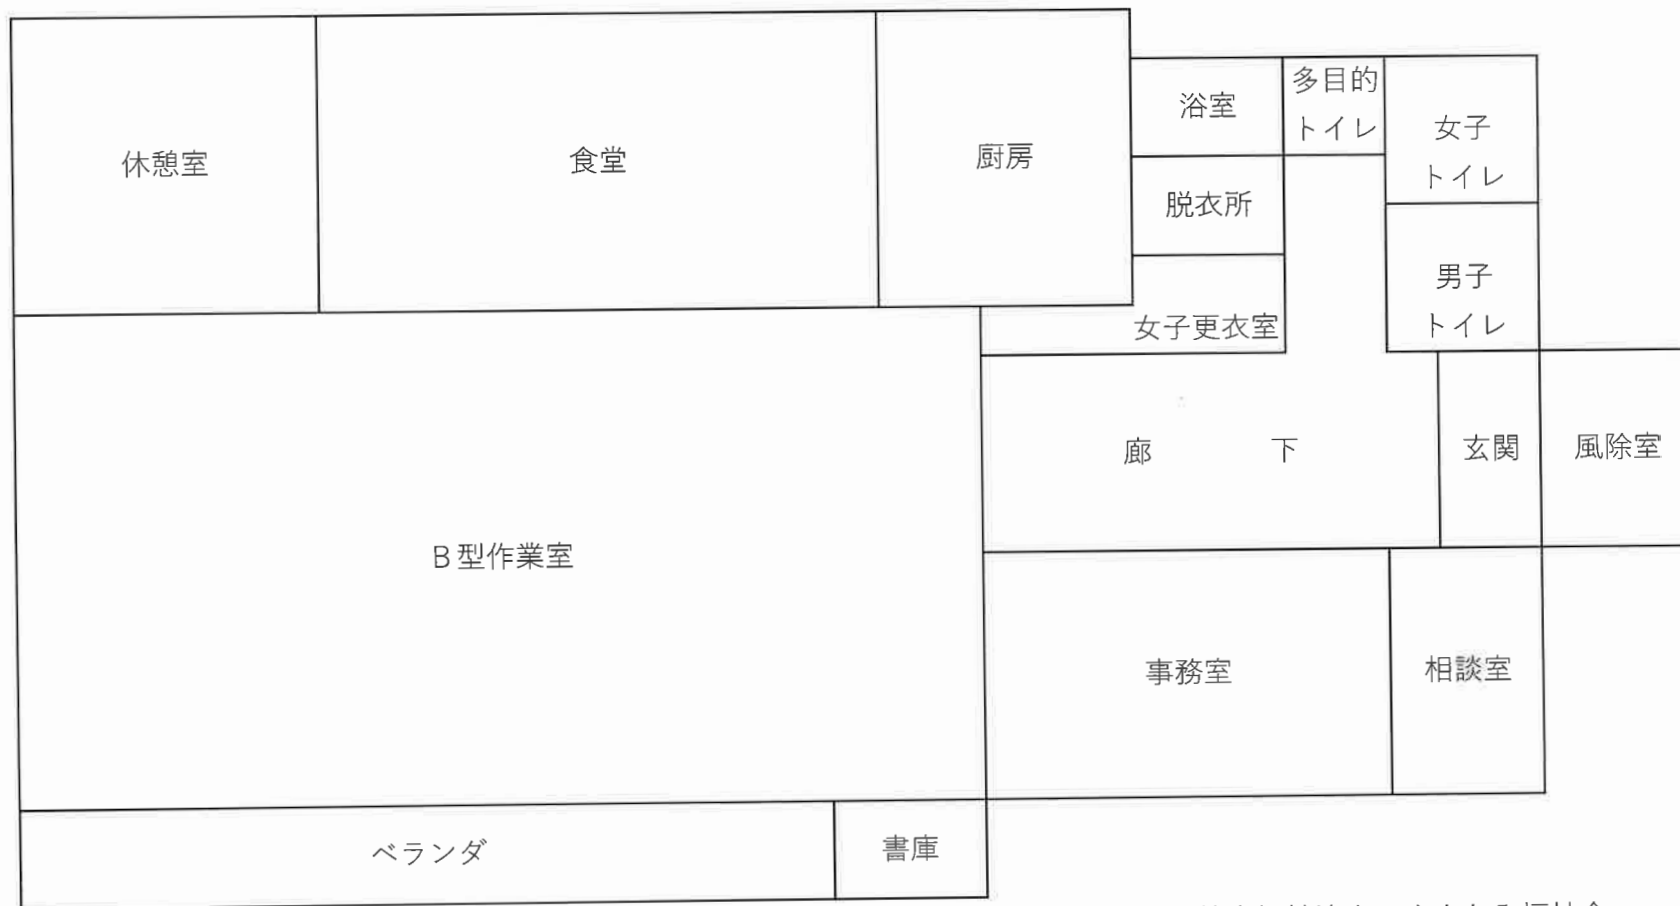 休憩室
食堂
厨房
浴室
多目的
トイレ
女子
トイレ
脱衣所
男子
トイレ
女子更衣室
廊下
玄関
風除室
B型作業室
事務室
相談室
ベランダ
書庫